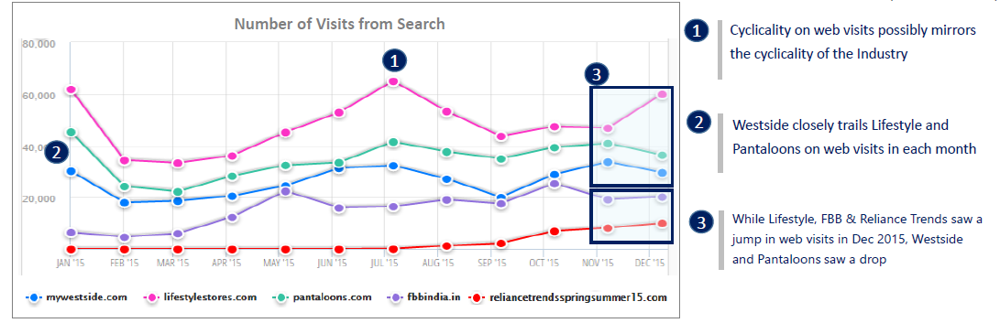 Number of Visits from Search
80,000
60,000
40,000
20,000
1
2
3
JAN '15 FEB '15 MAR '15 APR '15 MAY '15 JUN '15 JUL '15 AUG '15 SEP '15 OCT '15 NOV '15 DEC '15
mywestside.com lifestylestores.com pantaloons.com fbbindia.in reliancetrendsspringsummer15.com
1 Cyclicality on web visits possibly mirrors
the cyclicality of the Industry
2 Westside closely trails Lifestyle and
Pantaloons on web visits in each month
3 While Lifestyle, FBB & Reliance Trends saw a
jump in web visits in Dec 2015, Westside
and Pantaloons saw a drop